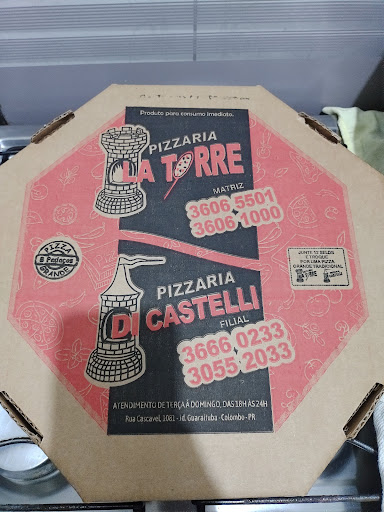 Produto para consumo imediato.
PIZZARIA
LA TORRE
MATRIZ
3606 5501
3606 1000
PIZZA
8 Pedaços
GRANDE
JUNTE 12 SELOS
E TROQUE
POR UMA PIZZA
GRANDE TRADICIONAL
PIZZARIA
DI CASTELLI
FILIAL
3666 0233
3055 2033
ATENDIMENTO DE TERÇA À DOMINGO, DAS 18H ÀS 24H
Rua Cascavel, 1081 - Jd. Guaraituba - Colombo - PR